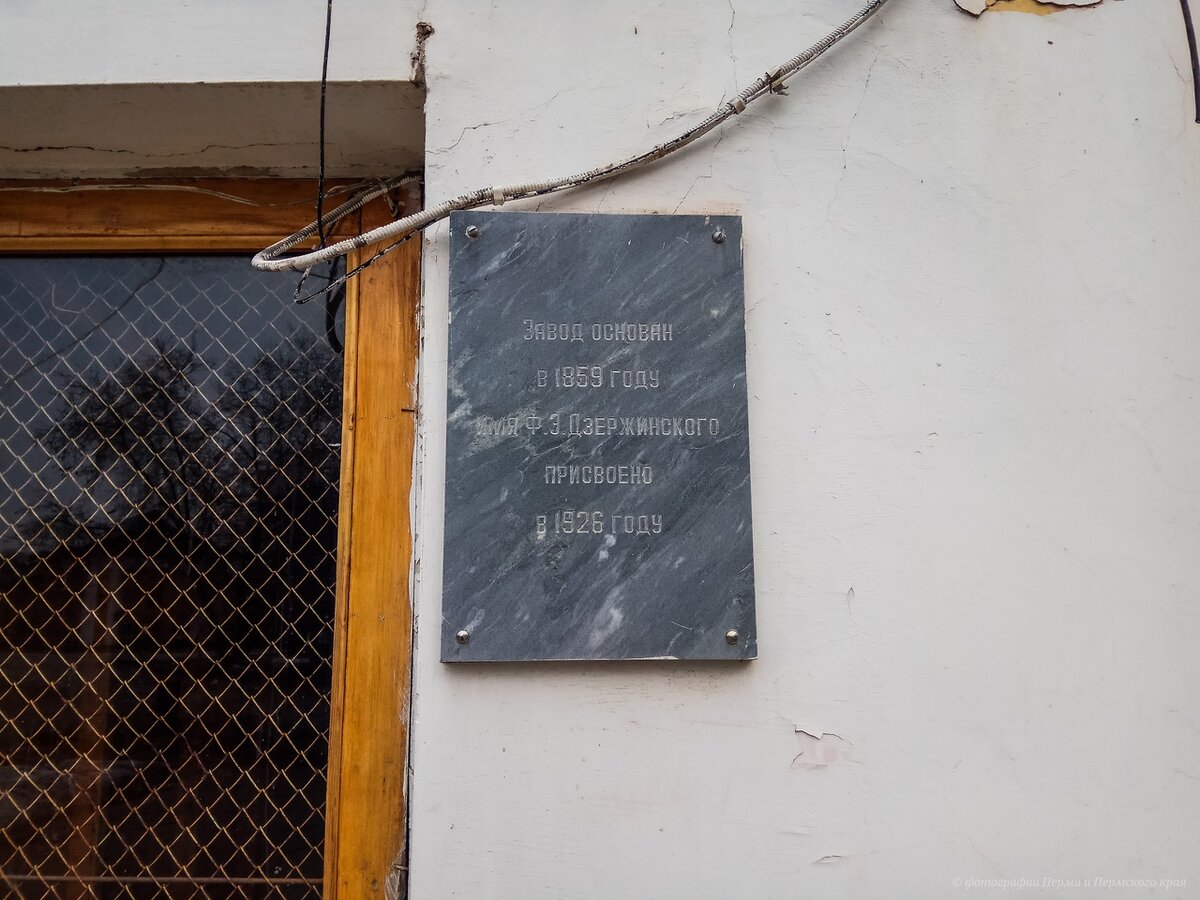 Завод основан
в 1859 году
имя Ф.Э.Дзержинского
присвоено
в 1926 году
© фотографии Перми и Пермского края